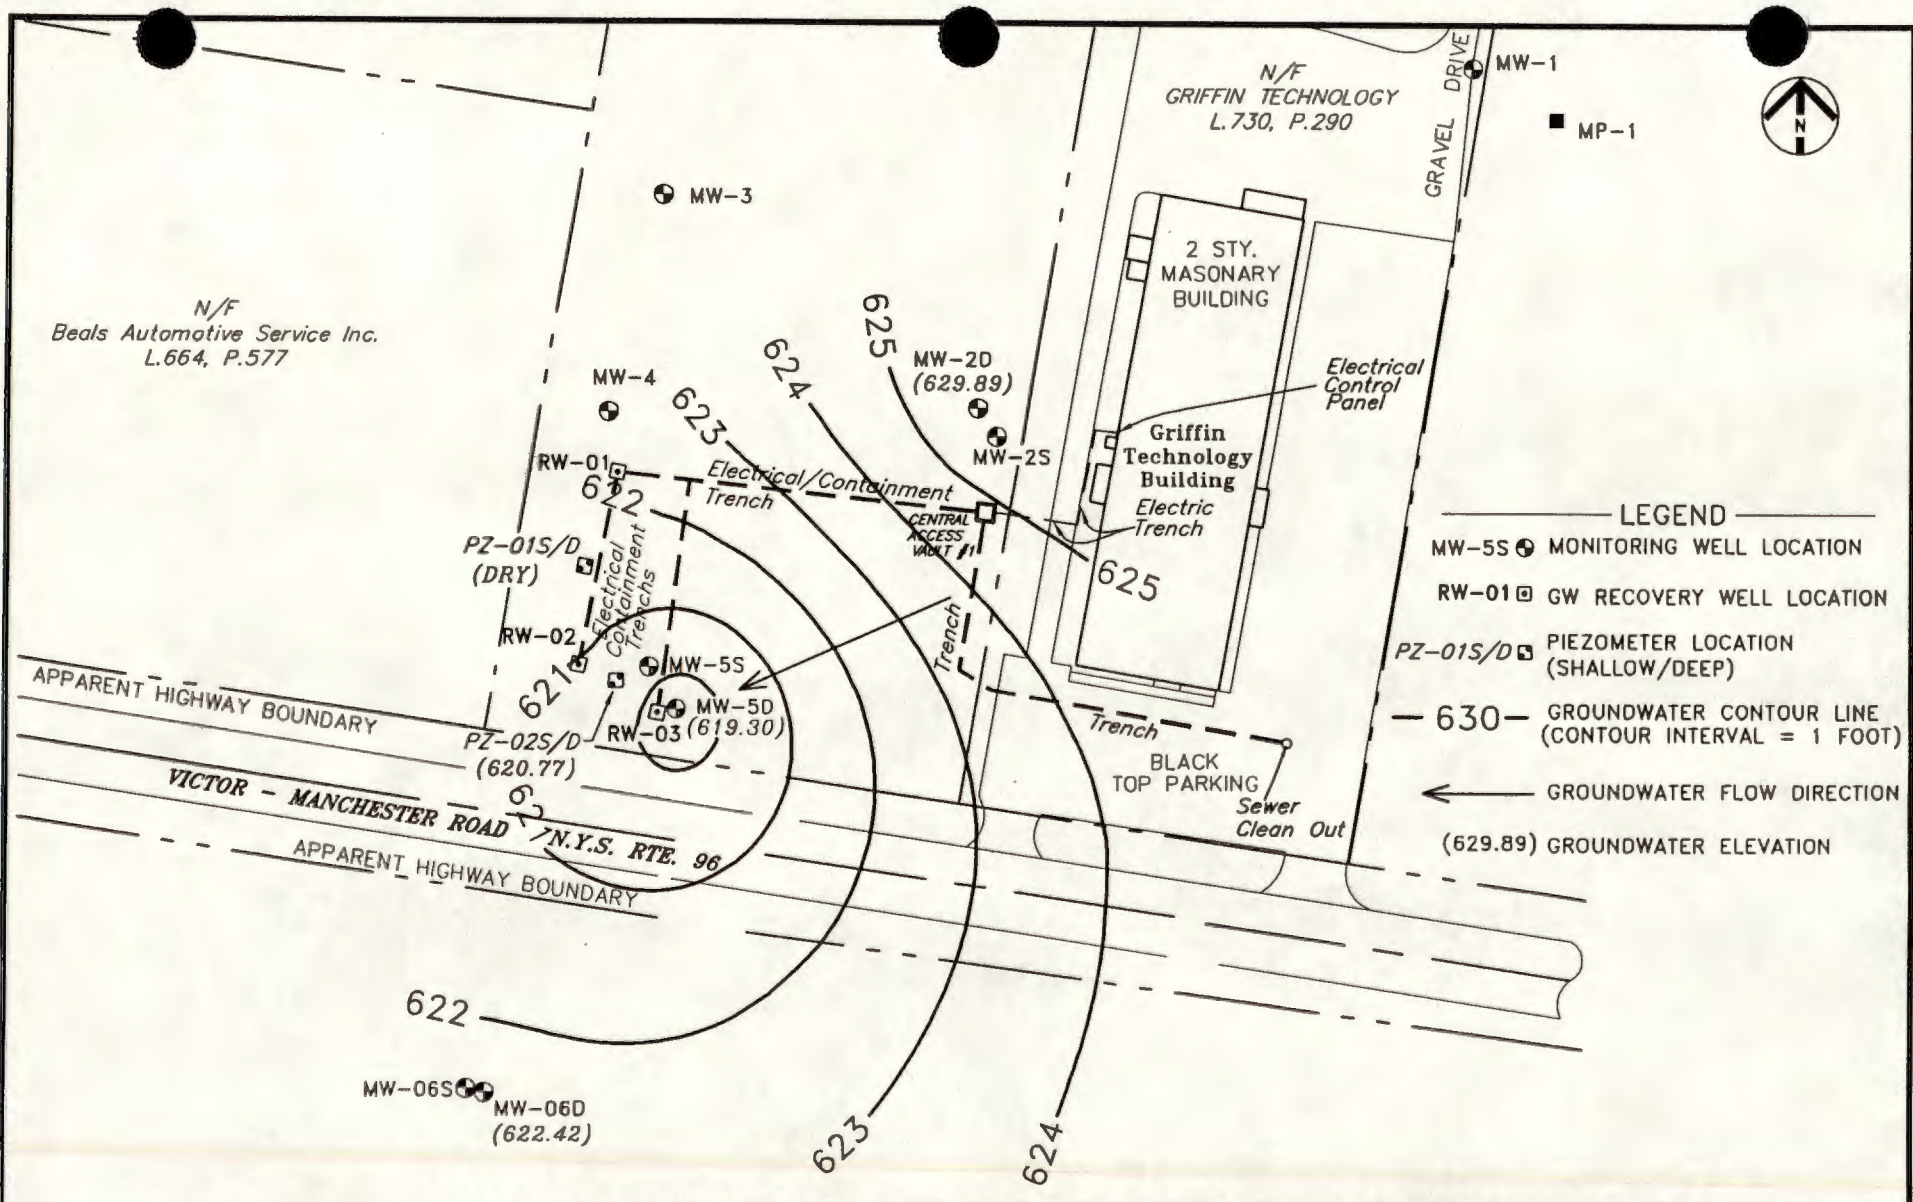 N/F
GRIFFIN TECHNOLOGY
L.730, P.290
GRAVEL DRIVE
MW-1
MP-1
N
MW-3
2 STY.
MASONARY
BUILDING
N/F
Beals Automotive Service Inc.
L.664, P.577
625
624
MW-2D
(629.89)
MW-4
623
Electrical
Control
Panel
MW-2S
Griffin
Technology
Building
RW-01
622
Electrical/Containment
Trench
CENTRAL
ACCESS
VAULT #1
Electric
Trench
625
PZ-01S/D
(DRY)
Electrical
Containment
Trenchs
RW-02
621
MW-5S
MW-5D
(619.30)
RW-03
PZ-02S/D
(620.77)
Trench
Trench
BLACK
TOP PARKING
Sewer
Clean Out
APPARENT HIGHWAY BOUNDARY
VICTOR - MANCHESTER ROAD / N.Y.S. RTE. 96
621
APPARENT HIGHWAY BOUNDARY
622
MW-06S
MW-06D
(622.42)
623
624
LEGEND
MW-5S MONITORING WELL LOCATION
RW-01 GW RECOVERY WELL LOCATION
PZ-01S/D PIEZOMETER LOCATION
(SHALLOW/DEEP)
630 GROUNDWATER CONTOUR LINE
(CONTOUR INTERVAL = 1 FOOT)
GROUNDWATER FLOW DIRECTION
(629.89) GROUNDWATER ELEVATION